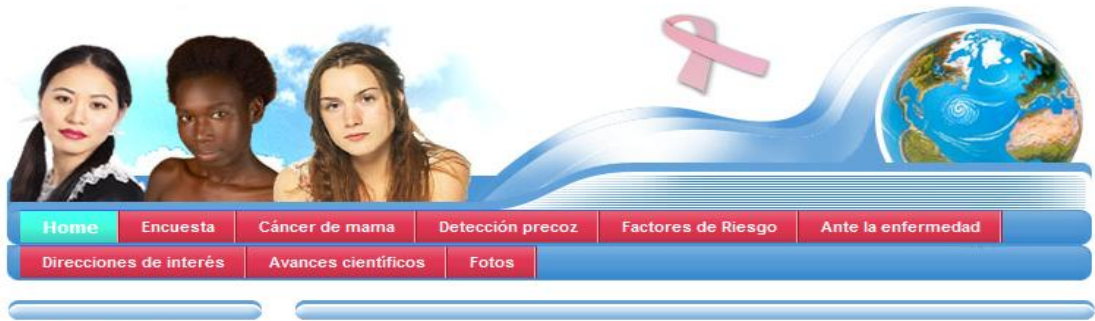 Home Encuesta Cáncer de mama Detección precoz Factores de Riesgo Ante la enfermedad
Direcciones de interés Avances científicos Fotos